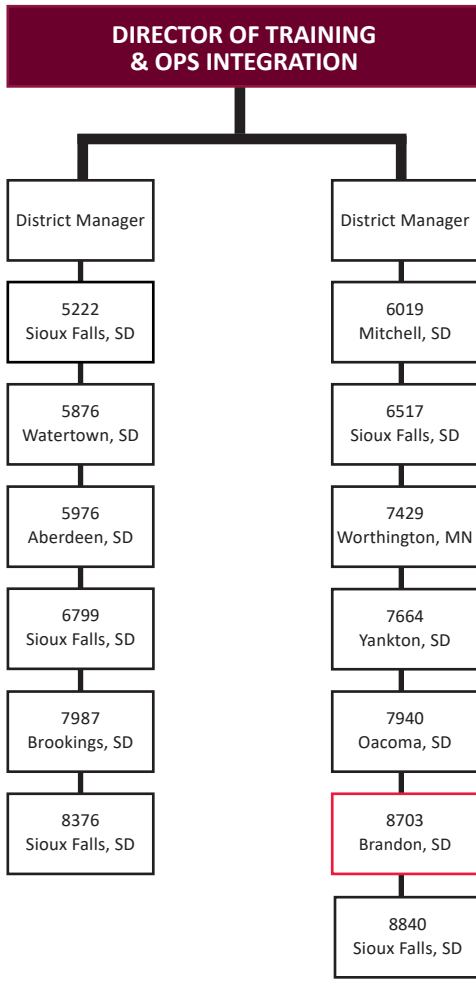 DIRECTOR OF TRAINING
& OPS INTEGRATION
District Manager
5222
Sioux Falls, SD
5876
Watertown, SD
5976
Aberdeen, SD
6799
Sioux Falls, SD
7987
Brookings, SD
8376
Sioux Falls, SD
District Manager
6019
Mitchell, SD
6517
Sioux Falls, SD
7429
Worthington, MN
7664
Yankton, SD
7940
Oacoma, SD
8703
Brandon, SD
8840
Sioux Falls, SD